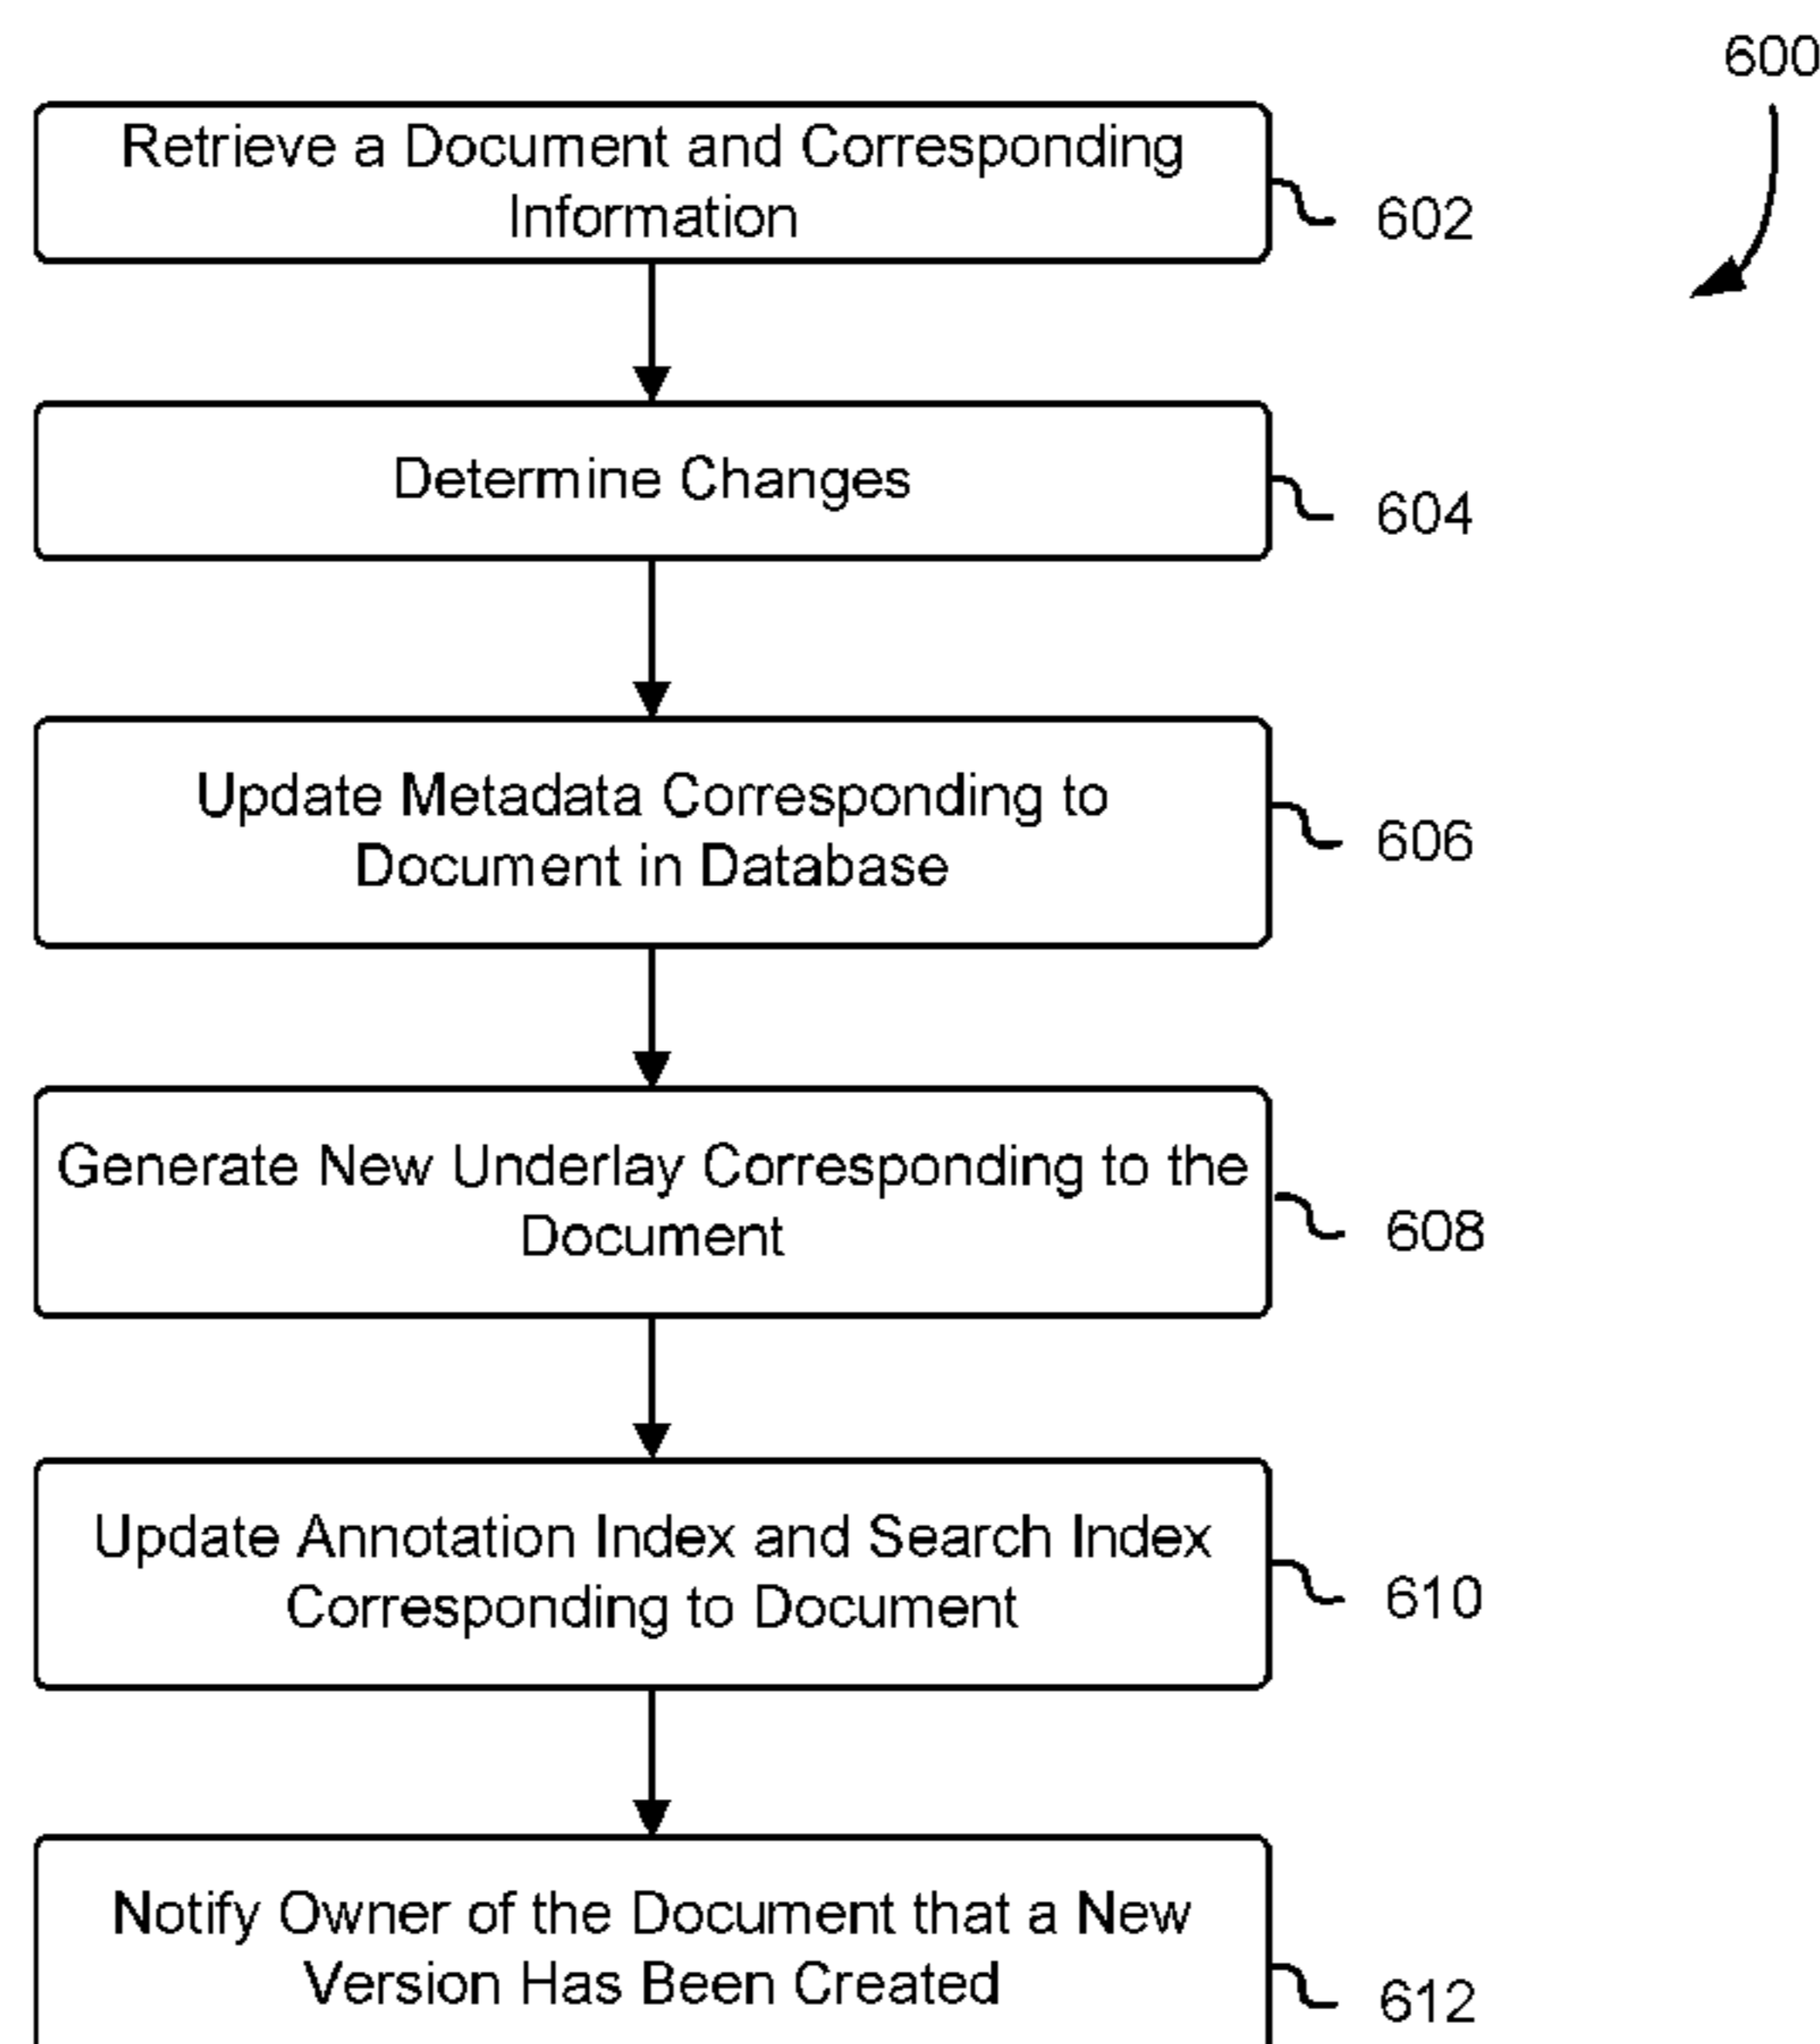 600
Retrieve a Document and Corresponding
Information
602
Determine Changes
604
Update Metadata Corresponding to
Document in Database
606
Generate New Underlay Corresponding to the
Document
608
Update Annotation Index and Search Index
Corresponding to Document
610
Notify Owner of the Document that a New
Version Has Been Created
612